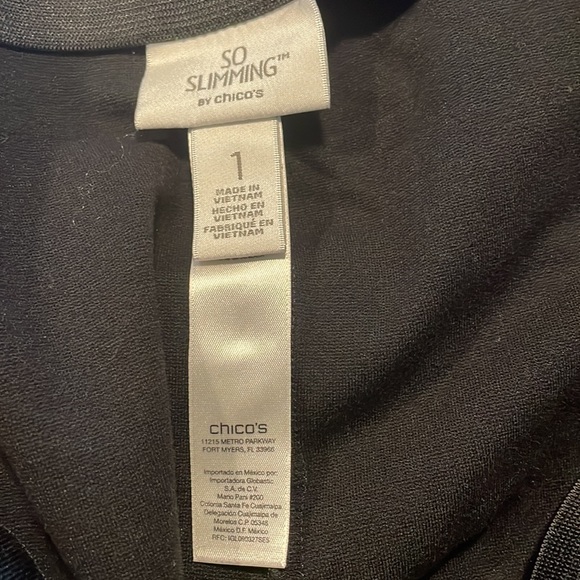 SO
SLIMMING™
BY chico's
1
MADE IN
VIETNAM
HECHO EN
VIETNAM
FABRIQUÉ EN
VIETNAM
chico's
11215 METRO PARKWAY
FORT MYERS, FL 33966
Importado en México por:
Importadora Globastic
S.A. de C.V.
Mario Pani #200
Colonia Santa Fe Cuajimalpa
Delegación Cuajimalpa de
Morelos C.P. 05348
México D.F. México
RFC: